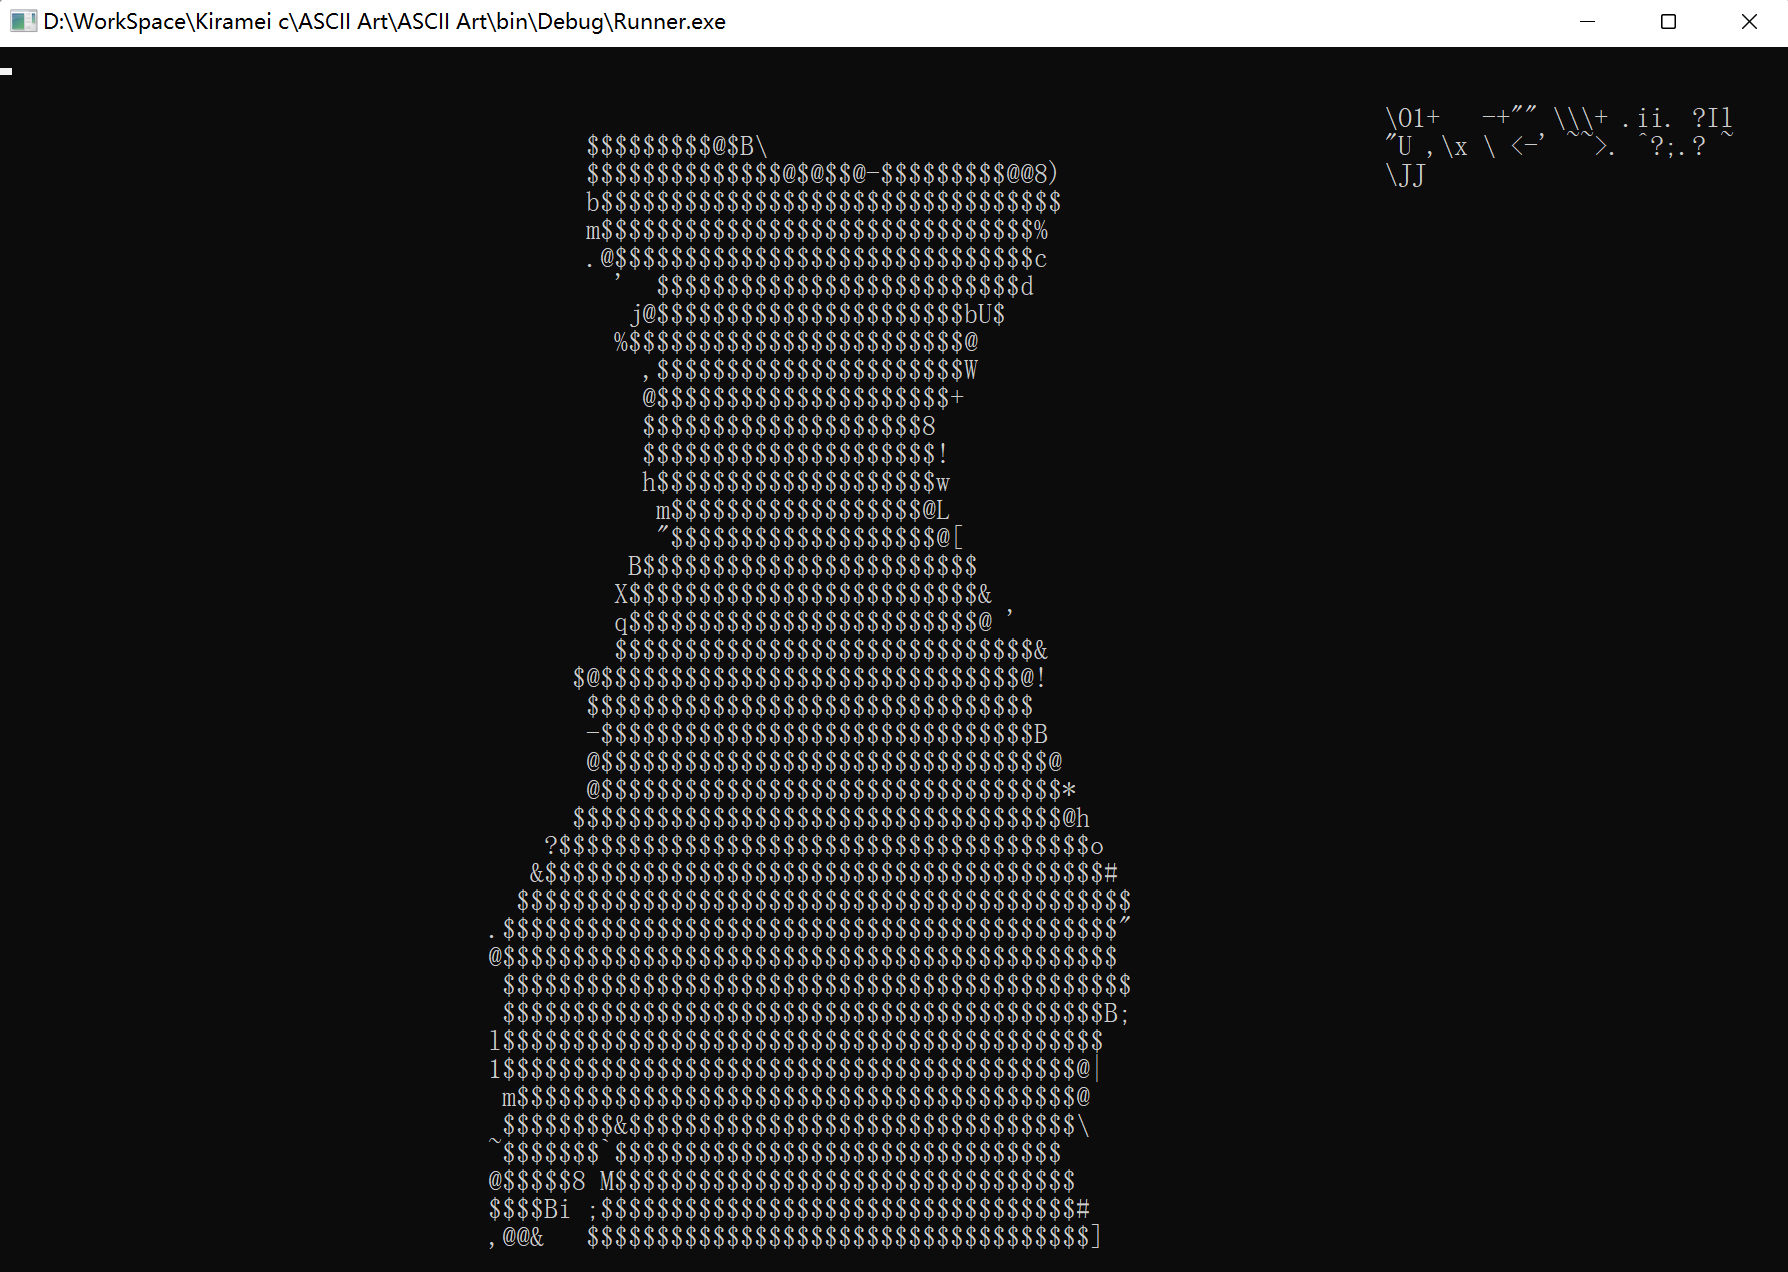 D:\WorkSpace\Kiramei c\ASCII Art\ASCII Art\bin\Debug\Runner.exe
\O1+   -+"",\\\+ .ii. ?Il
$$$$$$$$$@$B\ "U ,\x \ <-' ~~>. ^?;.? ~
$$$$$$$$$$$$$$@$@$$@-$$$$$$$$$@@8) \JJ
b$$$$$$$$$$$$$$$$$$$$$$$$$$$$$$$$$
m$$$$$$$$$$$$$$$$$$$$$$$$$$$$$$$%
.@$$$$$$$$$$$$$$$$$$$$$$$$$$$$$$c
,  $$$$$$$$$$$$$$$$$$$$$$$$$$d
j@$$$$$$$$$$$$$$$$$$$$$$bU$
%$$$$$$$$$$$$$$$$$$$$$$$$@
,$$$$$$$$$$$$$$$$$$$$$$W
@$$$$$$$$$$$$$$$$$$$$$+
$$$$$$$$$$$$$$$$$$$$8
$$$$$$$$$$$$$$$$$$$$$!
h$$$$$$$$$$$$$$$$$$$$w
m$$$$$$$$$$$$$$$$$$@L
"$$$$$$$$$$$$$$$$$$$@[
B$$$$$$$$$$$$$$$$$$$$$$$$
X$$$$$$$$$$$$$$$$$$$$$$$$$&
q$$$$$$$$$$$$$$$$$$$$$$$$$@ ,
$$$$$$$$$$$$$$$$$$$$$$$$$$$$$$&
$@$$$$$$$$$$$$$$$$$$$$$$$$$$$$$$@!
$$$$$$$$$$$$$$$$$$$$$$$$$$$$$$$$
-$$$$$$$$$$$$$$$$$$$$$$$$$$$$$$$B
@$$$$$$$$$$$$$$$$$$$$$$$$$$$$$$$$@
@$$$$$$$$$$$$$$$$$$$$$$$$$$$$$$$$$*
$$$$$$$$$$$$$$$$$$$$$$$$$$$$$$$$$$$@h
?$$$$$$$$$$$$$$$$$$$$$$$$$$$$$$$$$$$$$$o
&$$$$$$$$$$$$$$$$$$$$$$$$$$$$$$$$$$$$$$$$#
$$$$$$$$$$$$$$$$$$$$$$$$$$$$$$$$$$$$$$$$$$$$
.$$$$$$$$$$$$$$$$$$$$$$$$$$$$$$$$$$$$$$$$$$$$"
@$$$$$$$$$$$$$$$$$$$$$$$$$$$$$$$$$$$$$$$$$$$$
$$$$$$$$$$$$$$$$$$$$$$$$$$$$$$$$$$$$$$$$$$$$$
$$$$$$$$$$$$$$$$$$$$$$$$$$$$$$$$$$$$$$$$$$$B;
l$$$$$$$$$$$$$$$$$$$$$$$$$$$$$$$$$$$$$$$$$$$
1$$$$$$$$$$$$$$$$$$$$$$$$$$$$$$$$$$$$$$$$$@|
m$$$$$$$$$$$$$$$$$$$$$$$$$$$$$$$$$$$$$$$$@
$$$$$$$$&$$$$$$$$$$$$$$$$$$$$$$$$$$$$$$$$\
~$$$$$$$`$$$$$$$$$$$$$$$$$$$$$$$$$$$$$$$$
@$$$$$8 M$$$$$$$$$$$$$$$$$$$$$$$$$$$$$$$$$
$$$$Bi ;$$$$$$$$$$$$$$$$$$$$$$$$$$$$$$$$$$#
,@@&   $$$$$$$$$$$$$$$$$$$$$$$$$$$$$$$$$$$$]